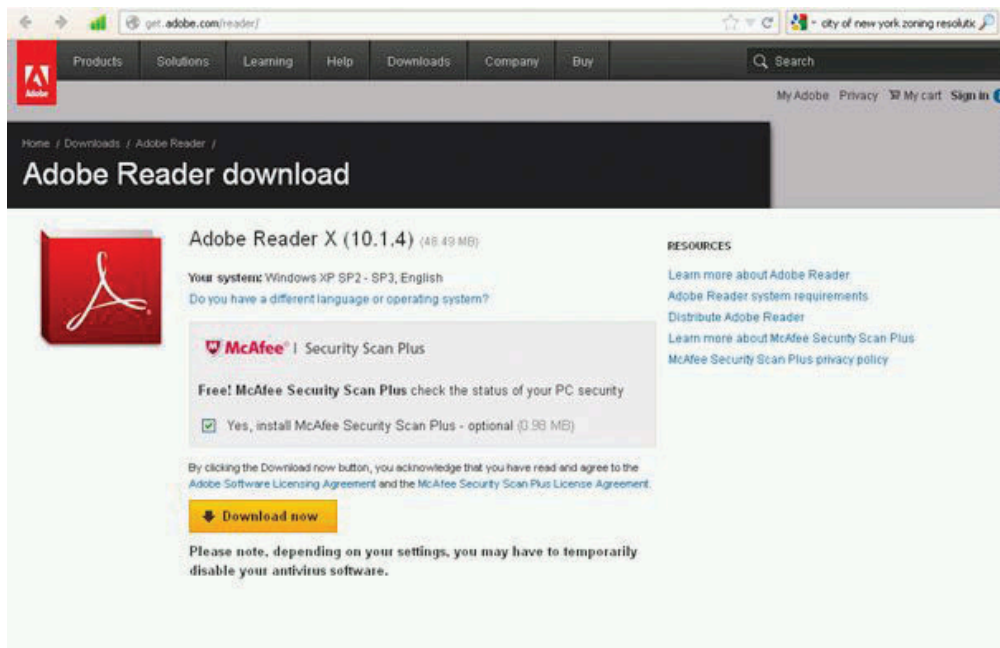 get.adobe.com/reader/
city of new york zoning resolutic
Adobe
Products Solutions Learning Help Downloads Company Buy
Search
My Adobe Privacy My cart Sign in
Home / Downloads / Adobe Reader /
Adobe Reader download
Adobe Reader X (10.1.4) (48.49 MB)
Your system: Windows XP SP2 - SP3, English
Do you have a different language or operating system?
McAfee® | Security Scan Plus
Free! McAfee Security Scan Plus check the status of your PC security
Yes, install McAfee Security Scan Plus - optional (0.98 MB)
By clicking the Download now button, you acknowledge that you have read and agree to the
Adobe Software Licensing Agreement and the McAfee Security Scan Plus License Agreement.
Download now
Please note, depending on your settings, you may have to temporarily
disable your antivirus software.
RESOURCES
Learn more about Adobe Reader
Adobe Reader system requirements
Distribute Adobe Reader
Learn more about McAfee Security Scan Plus
McAfee Security Scan Plus privacy policy